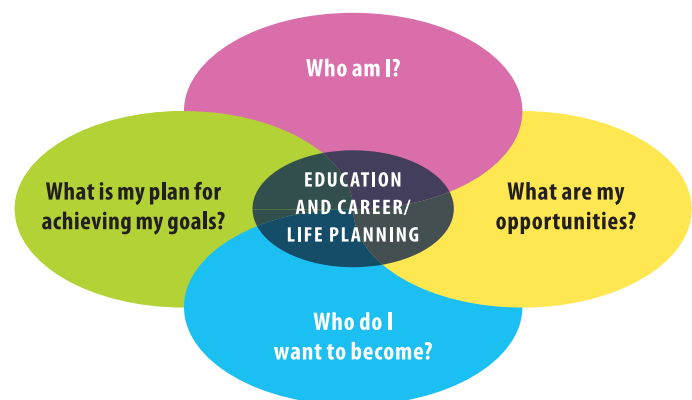 Who am I?
What is my plan for
achieving my goals?
EDUCATION
AND CAREER/
LIFE PLANNING
What are my
opportunities?
Who do I
want to become?